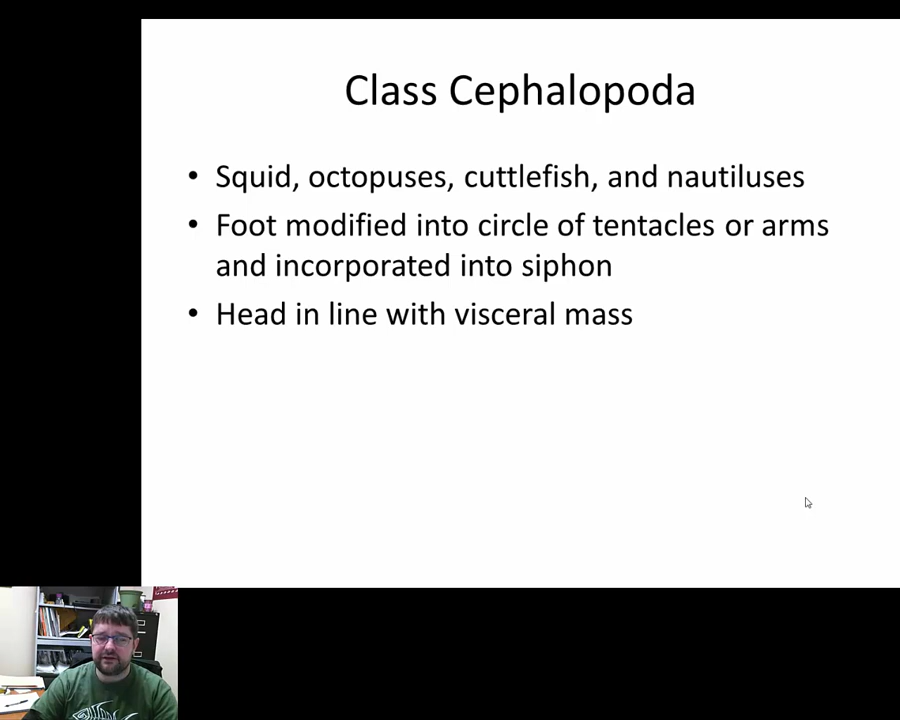 Class Cephalopoda
• Squid, octopuses, cuttlefish, and nautiluses
• Foot modified into circle of tentacles or arms
and incorporated into siphon
• Head in line with visceral mass